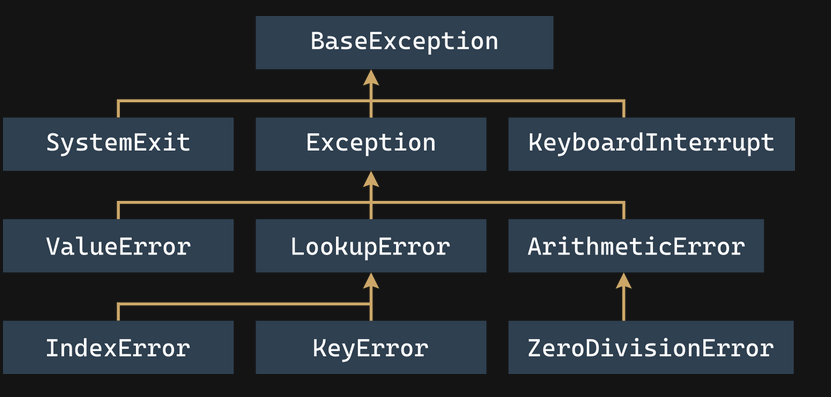 BaseException
SystemExit
Exception
KeyboardInterrupt
ValueError
LookupError
ArithmeticError
IndexError
KeyError
ZeroDivisionError